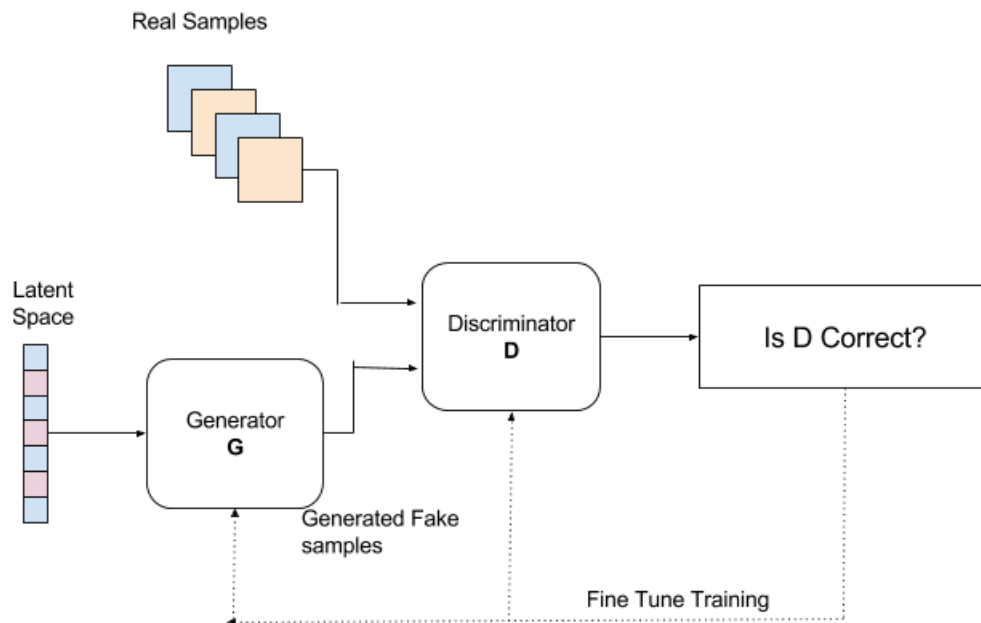 Real Samples
Latent
Space
Discriminator
D
Is D Correct?
Generator
G
Generated Fake
samples
Fine Tune Training